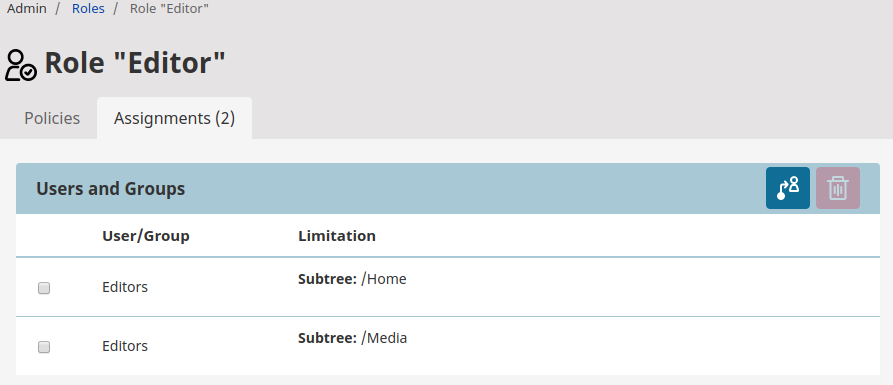 Admin / Roles / Role "Editor"
Role "Editor"
Policies Assignments (2)
Users and Groups
User/Group Limitation
Editors Subtree: /Home
Editors Subtree: /Media